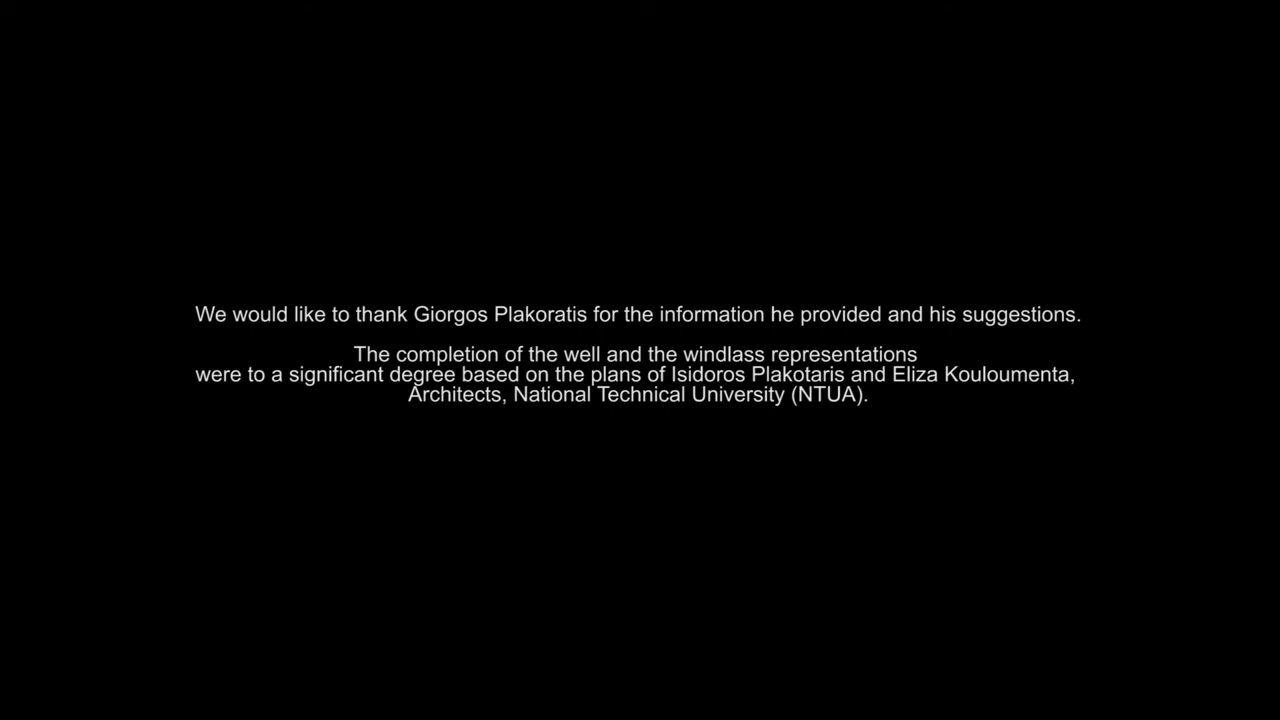 We would like to thank Giorgos Plakoratis for the information he provided and his suggestions.
The completion of the well and the windlass representations
were to a significant degree based on the plans of Isidoros Plakotaris and Eliza Kouloumenta,
Architects, National Technical University (NTUA).